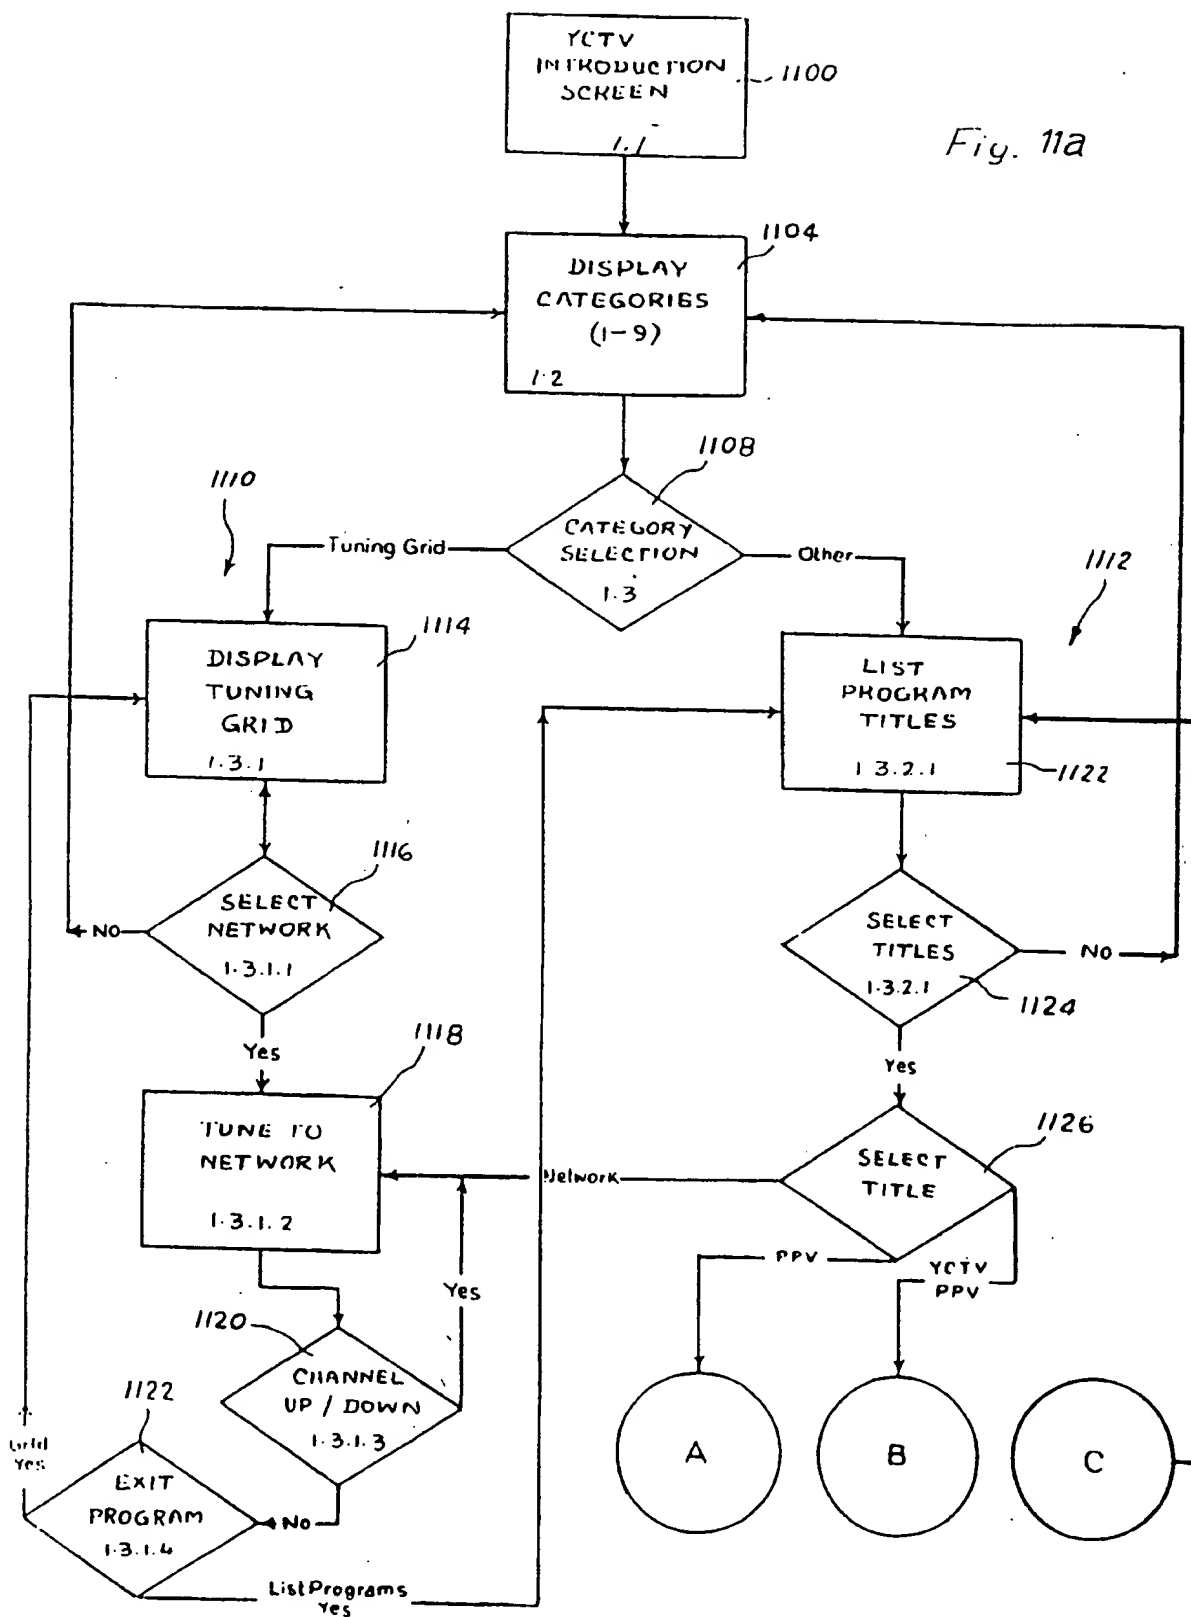 YCTV
INTRODUCTION
SCREEN
1.1
1100
Fig. 11a
1104
DISPLAY
CATEGORIES
(1-9)
1.2
1108
CATEGORY
SELECTION
1.3
Tuning Grid
Other
1110
1112
1114
DISPLAY
TUNING
GRID
1.3.1
LIST
PROGRAM
TITLES
1.3.2.1
1122
1116
SELECT
NETWORK
1.3.1.1
NO
Yes
SELECT
TITLES
1.3.2.1
1124
NO
Yes
1118
TUNE TO
NETWORK
1.3.1.2
Network
1126
SELECT
TITLE
PPV
YCTV
PPV
Yes
1120
CHANNEL
UP / DOWN
1.3.1.3
No
1122
EXIT
PROGRAM
1.3.1.4
Grid
Yes
List Programs
Yes
A
B
C